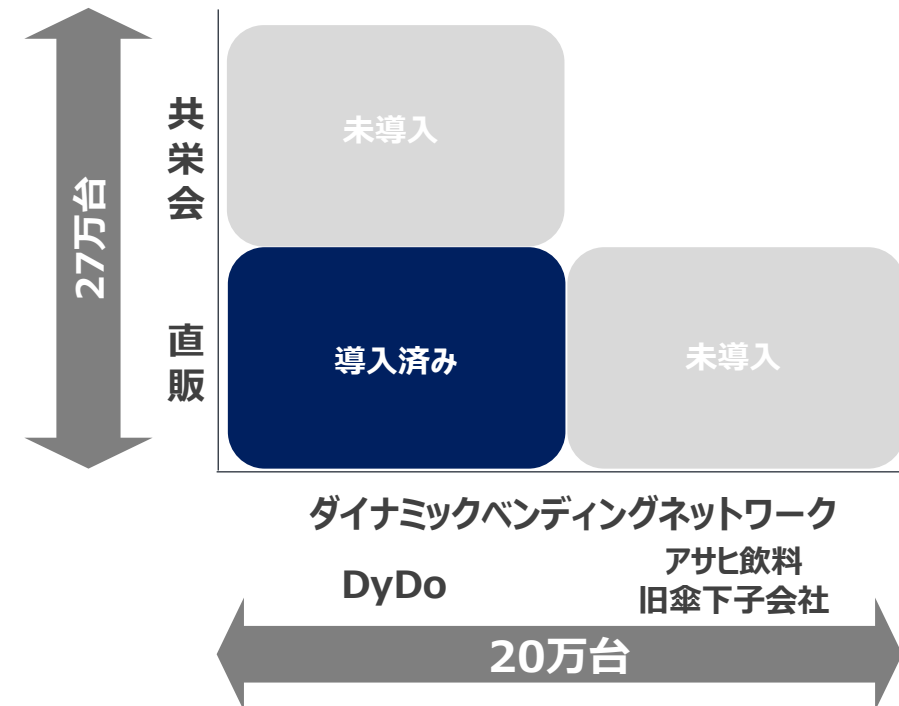 27万台
共栄会
未導入
直販
導入済み
未導入
ダイナミックベンディングネットワーク
DyDo
アサヒ飲料
旧傘下子会社
20万台